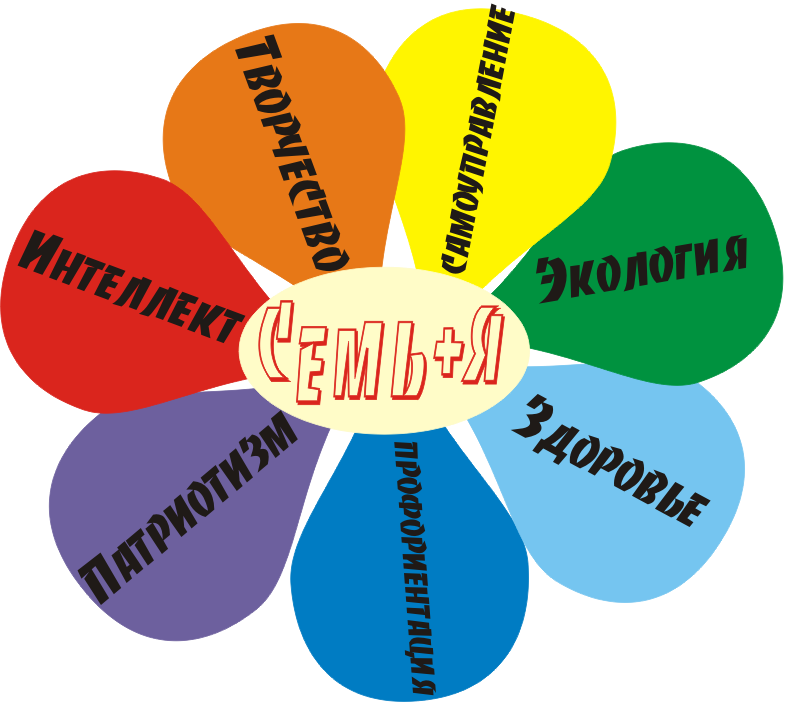 Творчество
самоуправление
Интеллект
Экология
Семь+Я
Патриотизм
Здоровье
профориентация